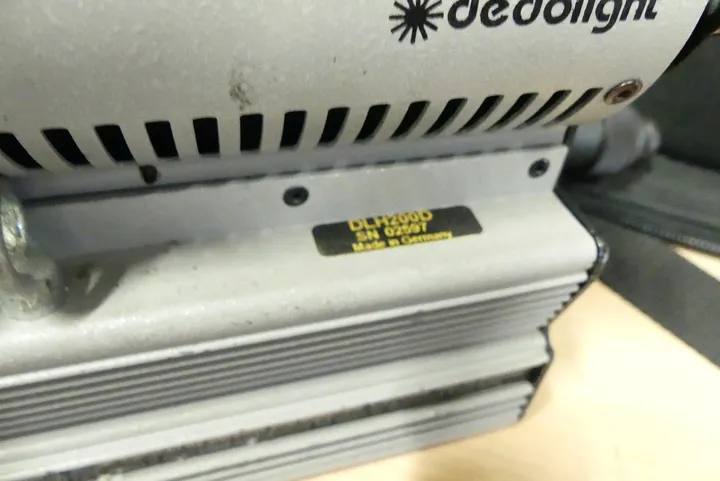 dedolight
DLH200D
SN 02597
Made in Germany